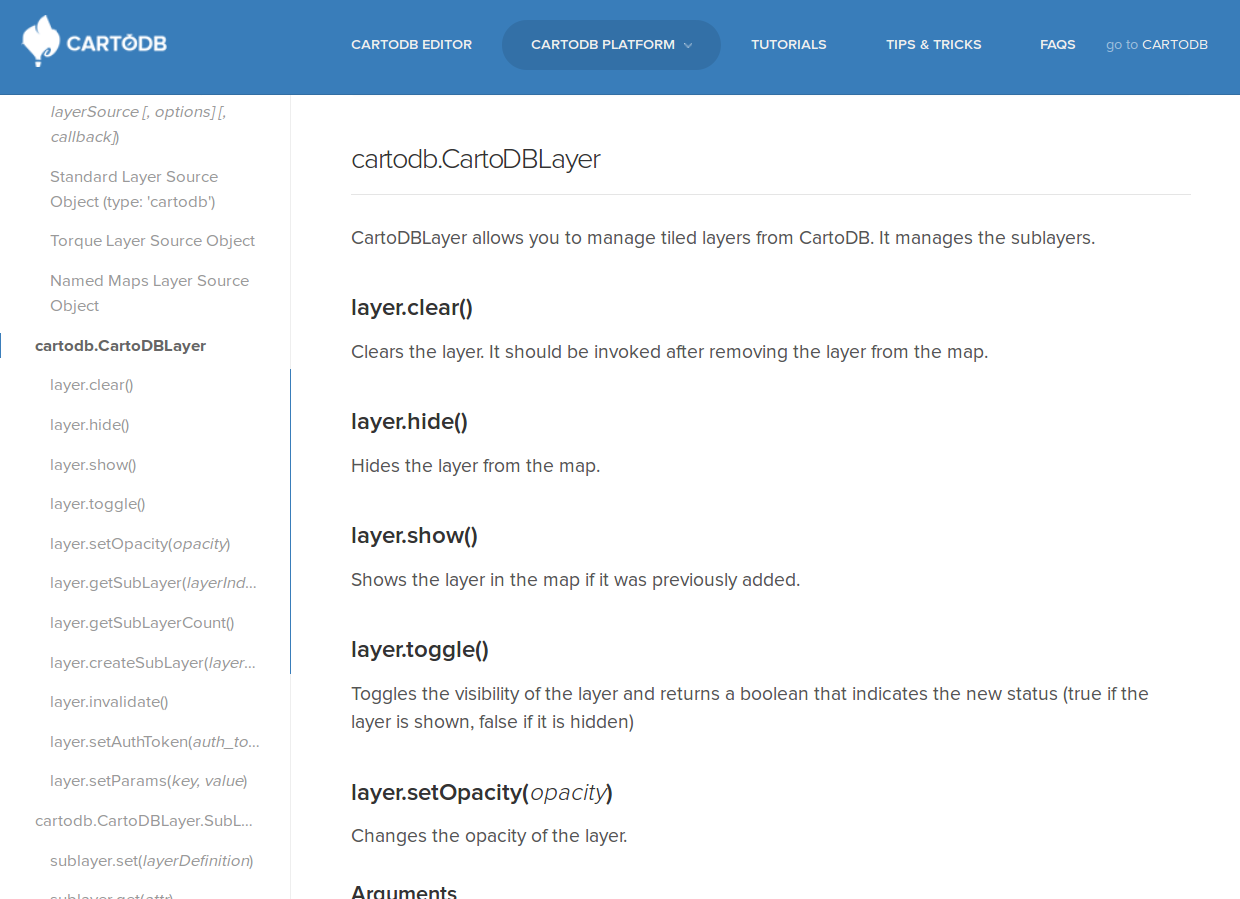 CARTODB
CARTODB EDITOR
CARTODB PLATFORM
TUTORIALS
TIPS & TRICKS
FAQS
go to CARTODB
layerSource [, options] [,
callback])
Standard Layer Source
Object (type: 'cartodb')
Torque Layer Source Object
Named Maps Layer Source
Object
cartodb.CartoDBLayer
layer.clear()
layer.hide()
layer.show()
layer.toggle()
layer.setOpacity(opacity)
layer.getSubLayer(layerInd...
layer.getSubLayerCount()
layer.createSubLayer(layer...
layer.invalidate()
layer.setAuthToken(auth_to...
layer.setParams(key, value)
cartodb.CartoDBLayer.SubL...
sublayer.set(layerDefinition)
sublayer.get(attr)
cartodb.CartoDBLayer
CartoDBLayer allows you to manage tiled layers from CartoDB. It manages the sublayers.
layer.clear()
Clears the layer. It should be invoked after removing the layer from the map.
layer.hide()
Hides the layer from the map.
layer.show()
Shows the layer in the map if it was previously added.
layer.toggle()
Toggles the visibility of the layer and returns a boolean that indicates the new status (true if the
layer is shown, false if it is hidden)
layer.setOpacity(opacity)
Changes the opacity of the layer.
Arguments